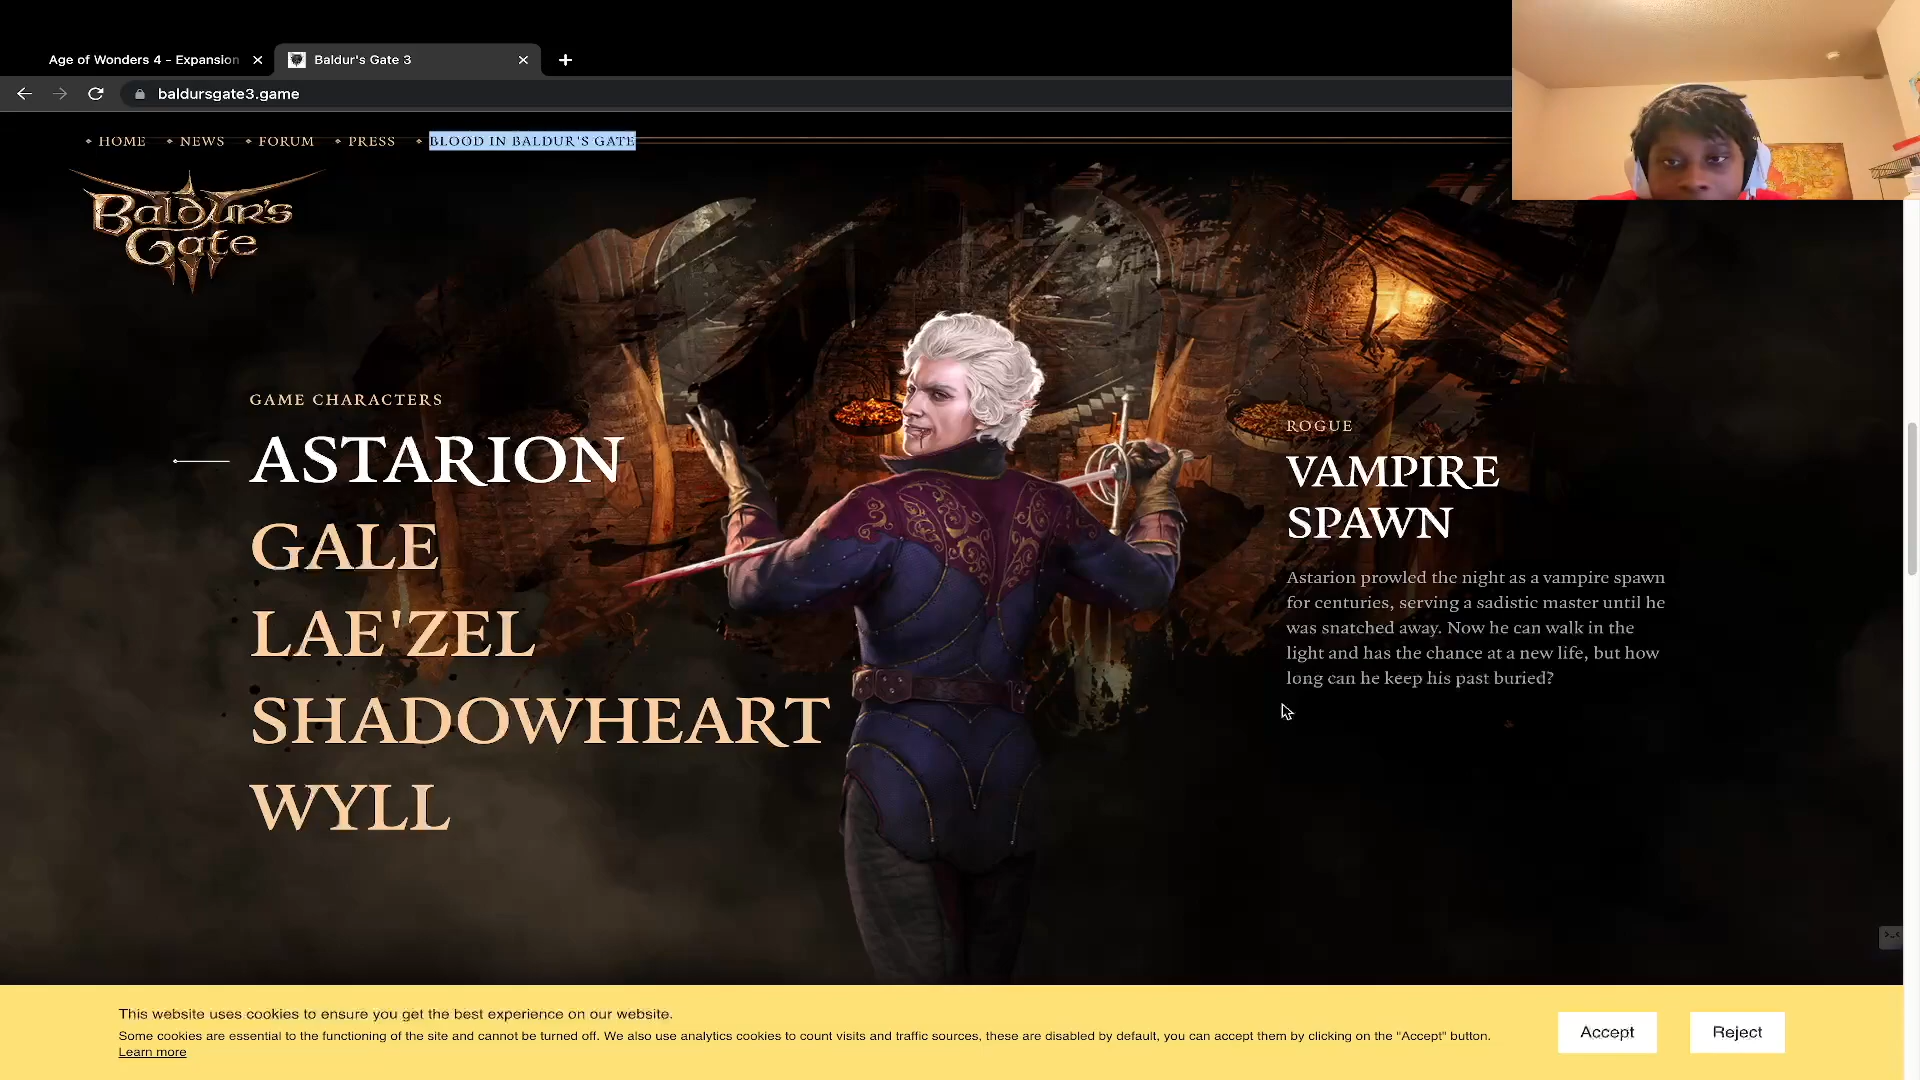 Age of Wonders 4 - Expansion
Baldur's Gate 3
baldursgate3.game
HOME
NEWS
FORUM
PRESS
BLOOD IN BALDUR'S GATE
Baldur's
Gate
GAME CHARACTERS
ASTARION
GALE
LAE'ZEL
SHADOWHEART
WYLL
ROGUE
VAMPIRE
SPAWN
Astarion prowled the night as a vampire spawn
for centuries, serving a sadistic master until he
was snatched away. Now he can walk in the
light and has the chance at a new life, but how
long can he keep his past buried?
This website uses cookies to ensure you get the best experience on our website.
Some cookies are essential to the functioning of the site and cannot be turned off. We also use analytics cookies to count visits and traffic sources, these are disabled by default, you can accept them by clicking on the "Accept" button.
Learn more
Accept
Reject